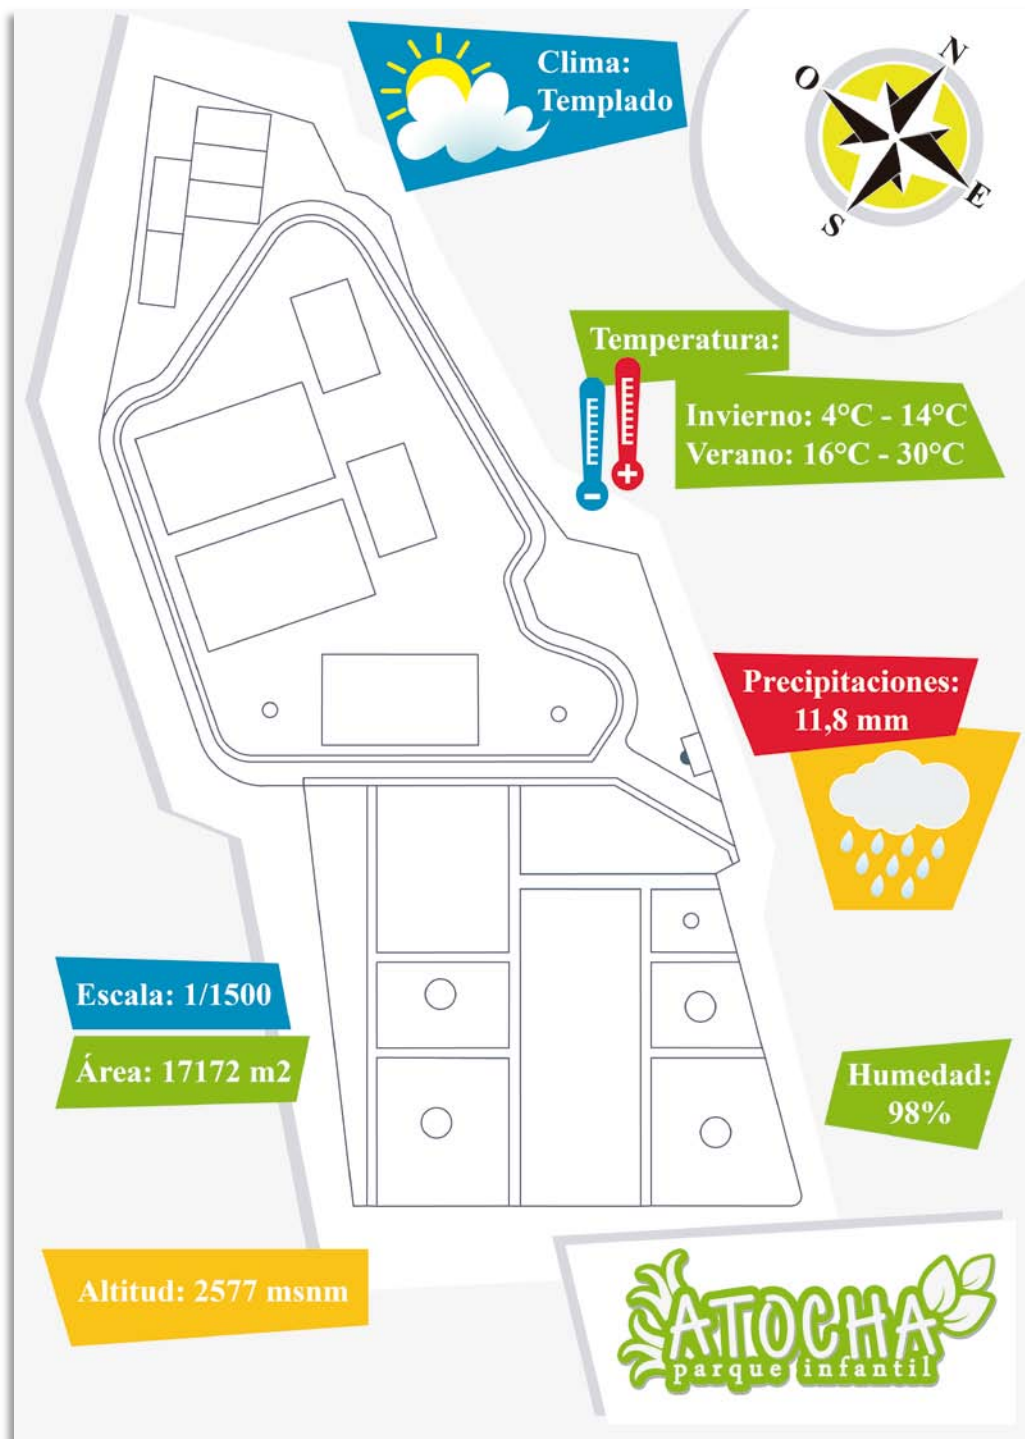 Clima:
Templado
N
O
E
S
Temperatura:
Invierno: 4°C - 14°C
Verano: 16°C - 30°C
Precipitaciones:
11,8 mm
Escala: 1/1500
Área: 17172 m2
Humedad:
98%
Altitud: 2577 msnm
ATOCHA
parque infantil